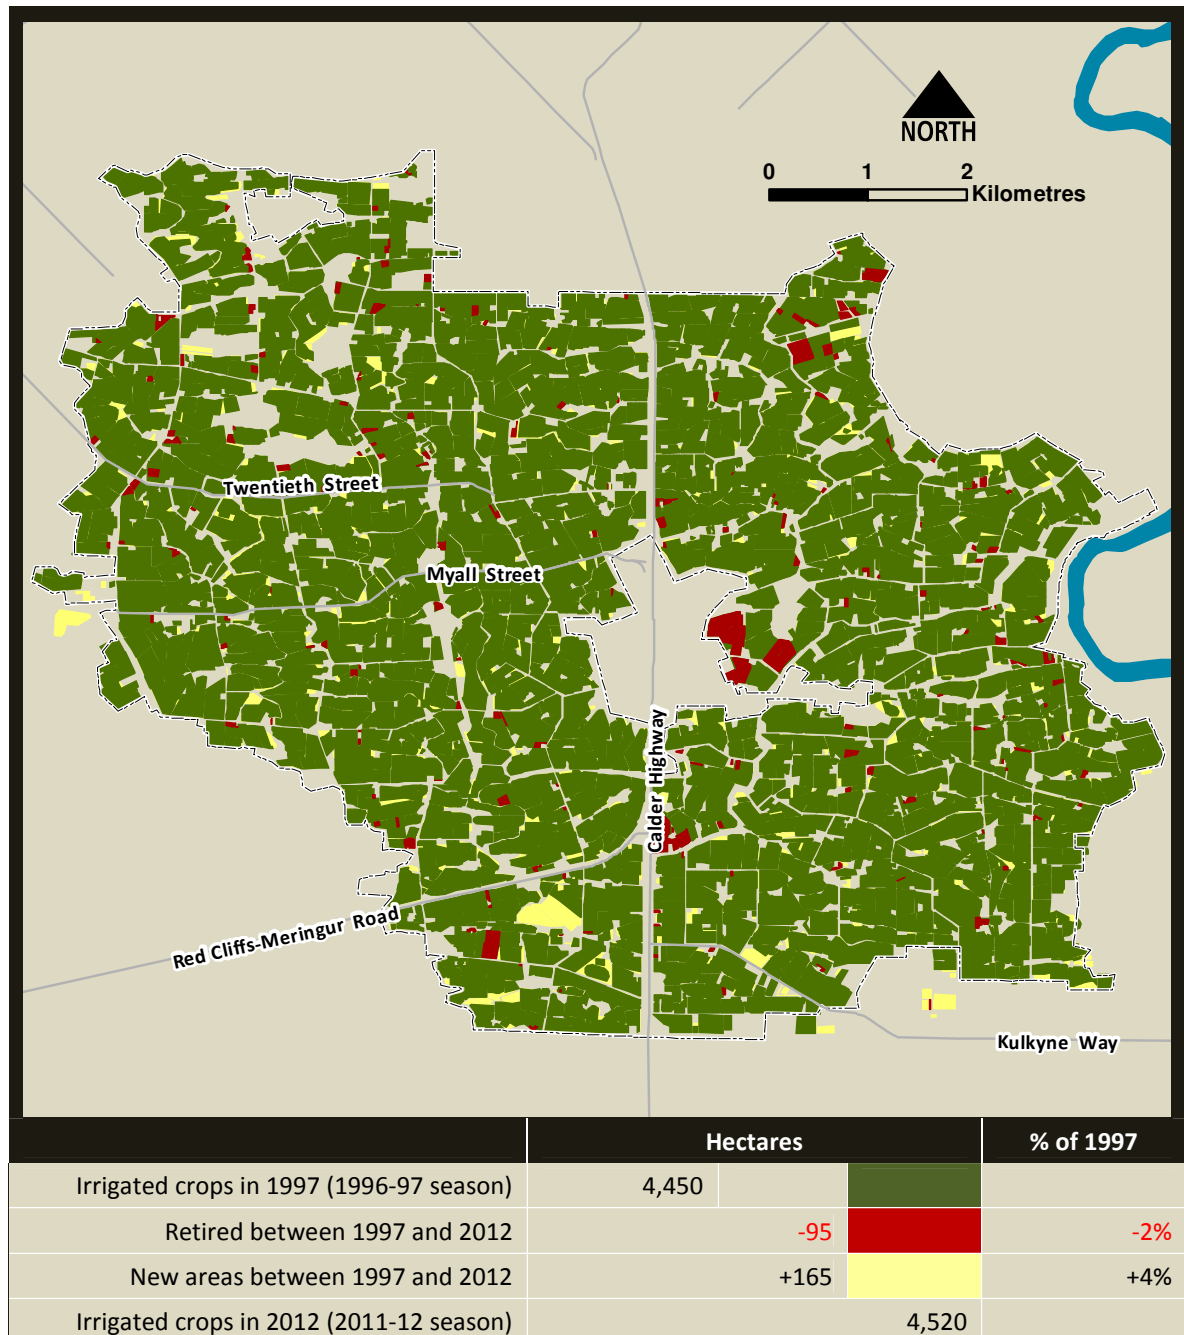 NORTH
0 1 2
Kilometres
Twentieth Street
Myall Street
Calder Highway
Red Cliffs-Meringur Road
Kulkyne Way
Hectares % of 1997
Irrigated crops in 1997 (1996-97 season) 4,450
Retired between 1997 and 2012 -95 -2%
New areas between 1997 and 2012 +165 +4%
Irrigated crops in 2012 (2011-12 season) 4,520